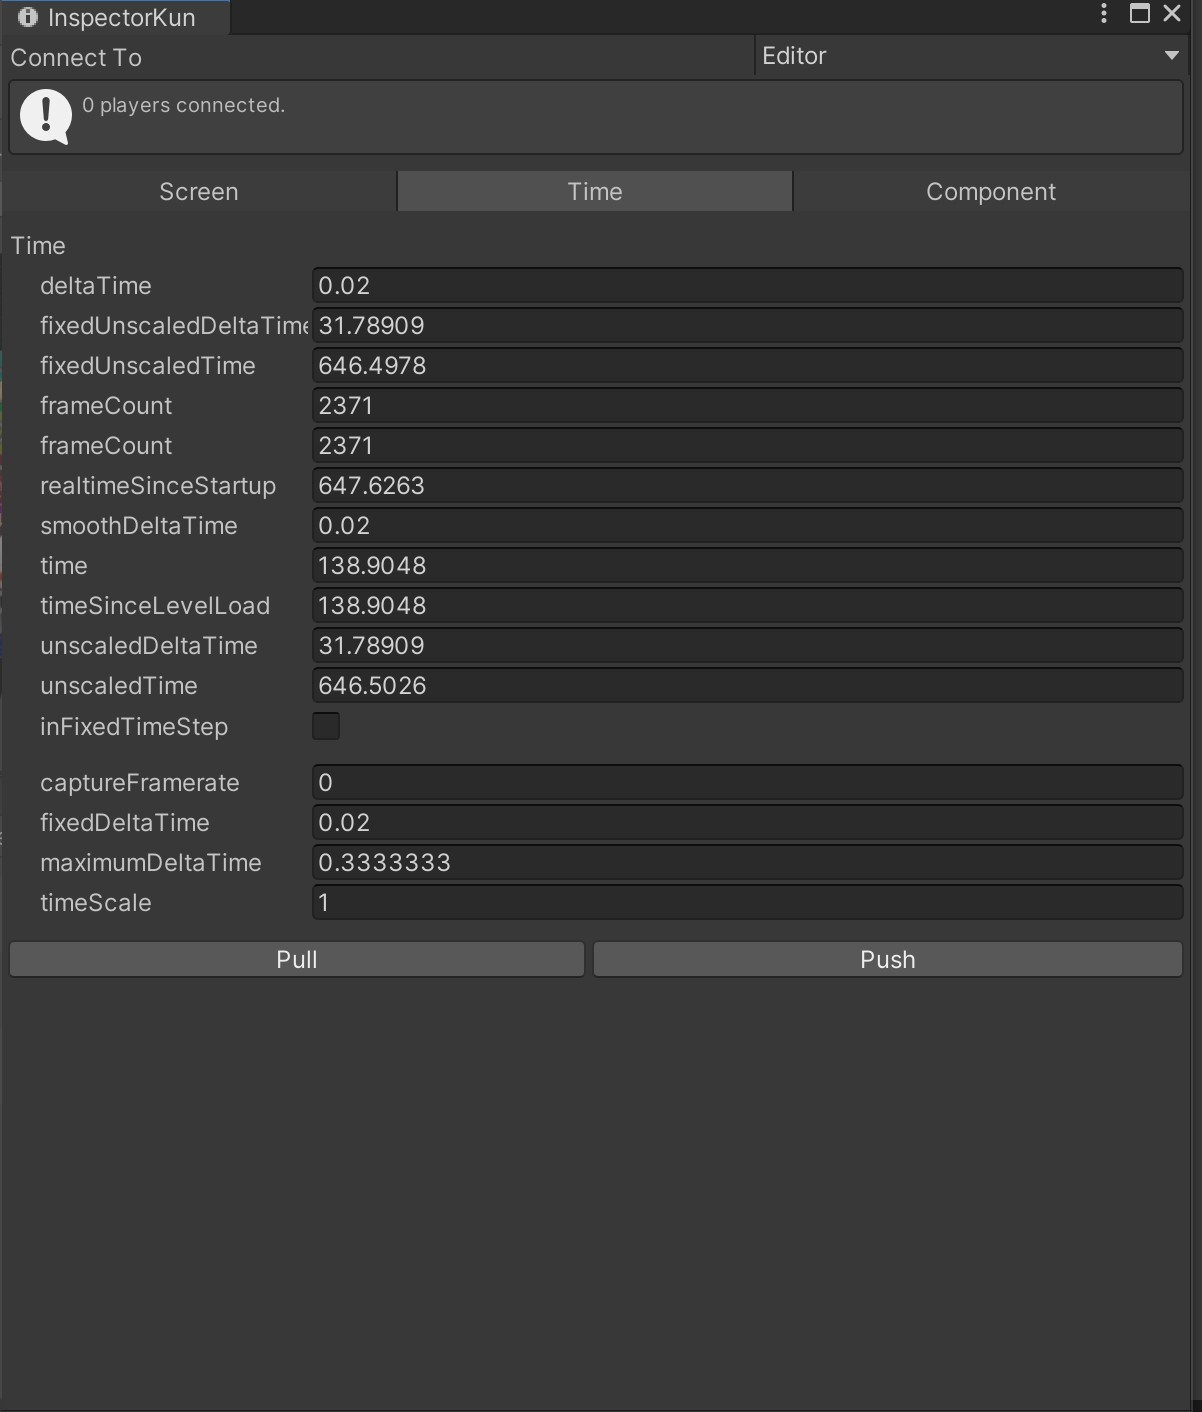 InspectorKun
Connect To Editor
0 players connected.
Screen Time Component
Time
deltaTime 0.02
fixedUnscaledDeltaTime 31.78909
fixedUnscaledTime 646.4978
frameCount 2371
frameCount 2371
realtimeSinceStartup 647.6263
smoothDeltaTime 0.02
time 138.9048
timeSinceLevelLoad 138.9048
unscaledDeltaTime 31.78909
unscaledTime 646.5026
inFixedTimeStep
captureFramerate 0
fixedDeltaTime 0.02
maximumDeltaTime 0.3333333
timeScale 1
Pull Push